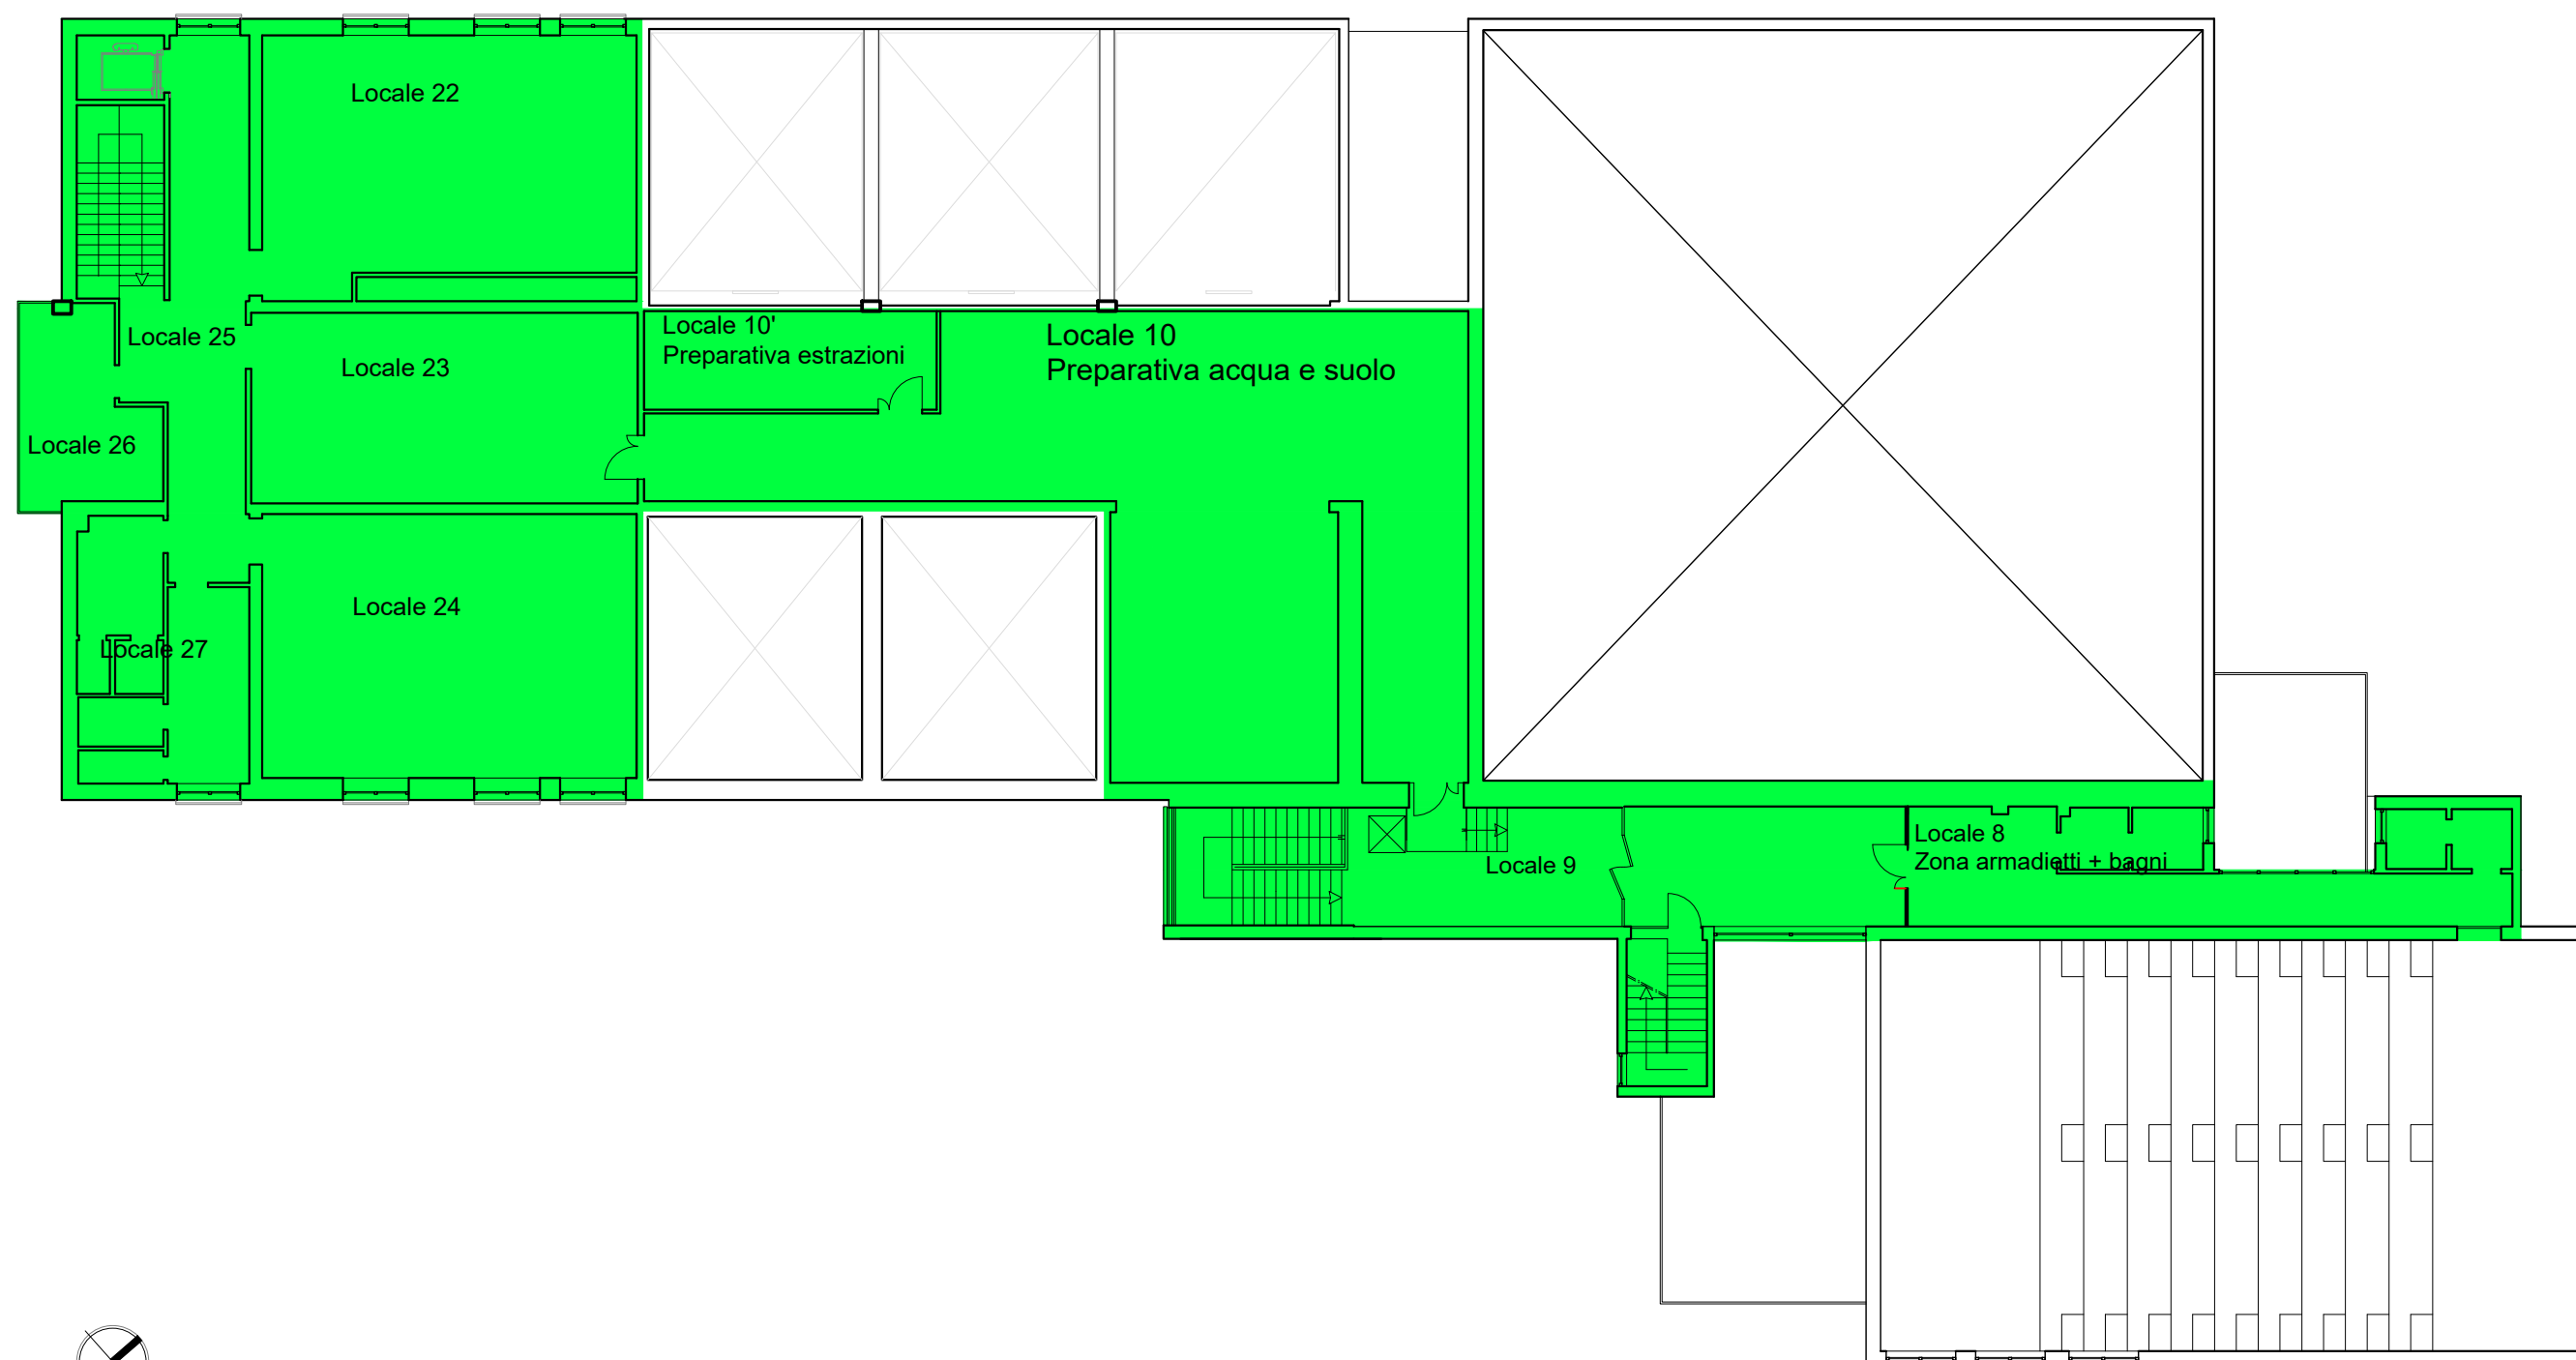 Locale 22
Locale 10'
Preparativa estrazioni
Locale 10
Preparativa acqua e suolo
Locale 25
Locale 23
Locale 26
Locale 24
Locale 27
Locale 8
Zona armadietti + bagni
Locale 9